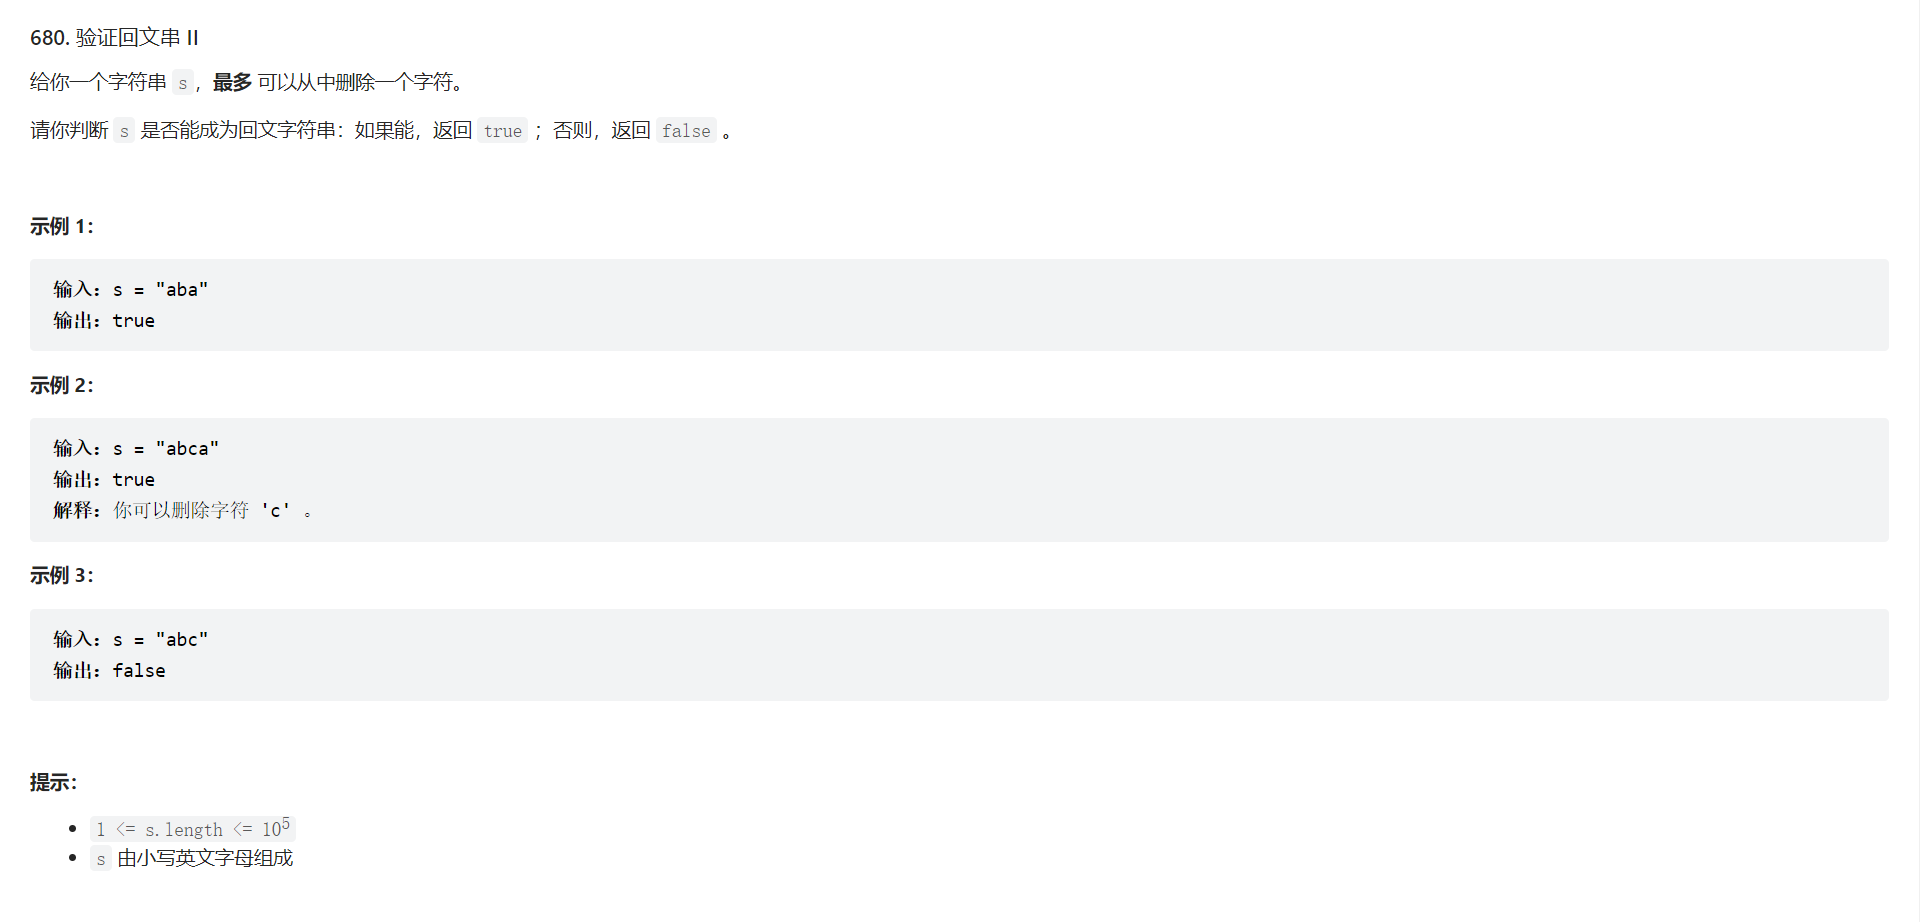 680. 验证回文串 II
给你一个字符串 s，最多 可以从中删除一个字符。
请你判断 s 是否能成为回文字符串：如果能，返回 true ；否则，返回 false 。
示例 1：
输入：s = "aba"
输出：true
示例 2：
输入：s = "abca"
输出：true
解释：你可以删除字符 'c' 。
示例 3：
输入：s = "abc"
输出：false
提示：
• 1 <= s.length <= 10⁵
• s 由小写英文字母组成